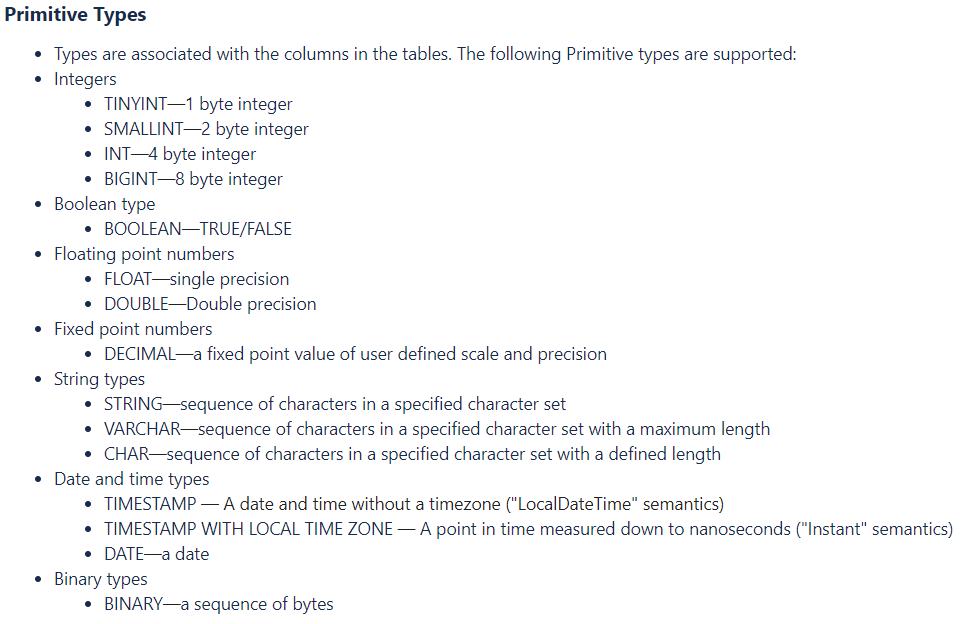 Primitive Types
• Types are associated with the columns in the tables. The following Primitive types are supported:
• Integers
• TINYINT—1 byte integer
• SMALLINT—2 byte integer
• INT—4 byte integer
• BIGINT—8 byte integer
• Boolean type
• BOOLEAN—TRUE/FALSE
• Floating point numbers
• FLOAT—single precision
• DOUBLE—Double precision
• Fixed point numbers
• DECIMAL—a fixed point value of user defined scale and precision
• String types
• STRING—sequence of characters in a specified character set
• VARCHAR—sequence of characters in a specified character set with a maximum length
• CHAR—sequence of characters in a specified character set with a defined length
• Date and time types
• TIMESTAMP — A date and time without a timezone ("LocalDateTime" semantics)
• TIMESTAMP WITH LOCAL TIME ZONE — A point in time measured down to nanoseconds ("Instant" semantics)
• DATE—a date
• Binary types
• BINARY—a sequence of bytes